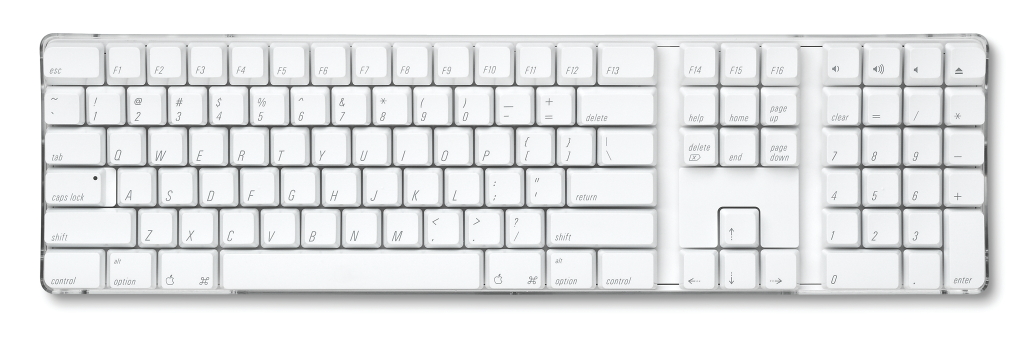 esc F1 F2 F3 F4 F5 F6 F7 F8 F9 F10 F11 F12 F13 F14 F15 F16
~ ! @ # $ % ^ & * ( ) — + page
` 1 2 3 4 5 6 7 8 9 0 - = delete help home up clear = / *
tab Q W E R T Y U I O P { [ } ] | \ delete end page down 7 8 9 –
caps lock A S D F G H J K L : ; " ' return 4 5 6 +
shift Z X C V B N M < , > . ? / shift ↑ 1 2 3
alt alt
control option ⌘ ⌘ option control ← ↓ → 0 . enter